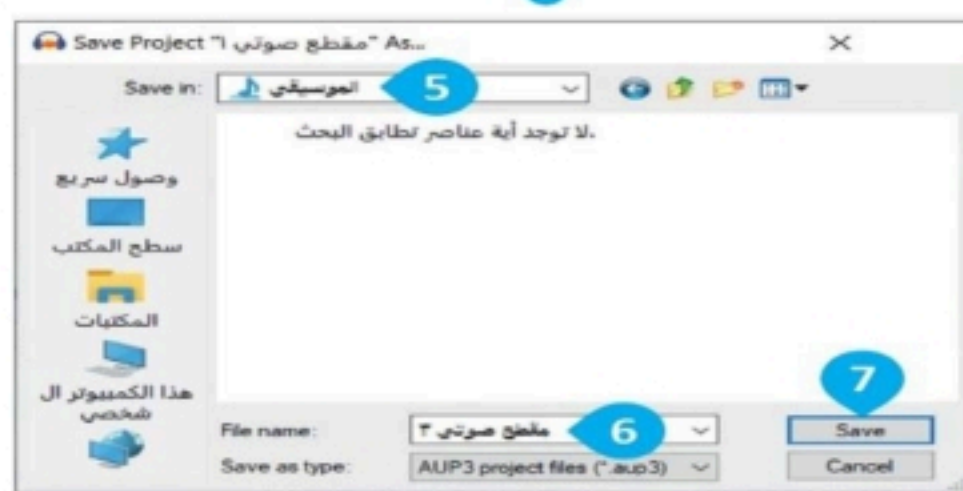 Save Project "مقطع صوتي ١" As...
Save in: الموسيقى 5
لا توجد أية عناصر تطابق البحث.
وصول سريع
سطح المكتب
المكتبات
هذا الكمبيوتر ال
شخصي
7
File name: مقطع صوتي ٣ 6 Save
Save as type: AUP3 project files (*.aup3) Cancel